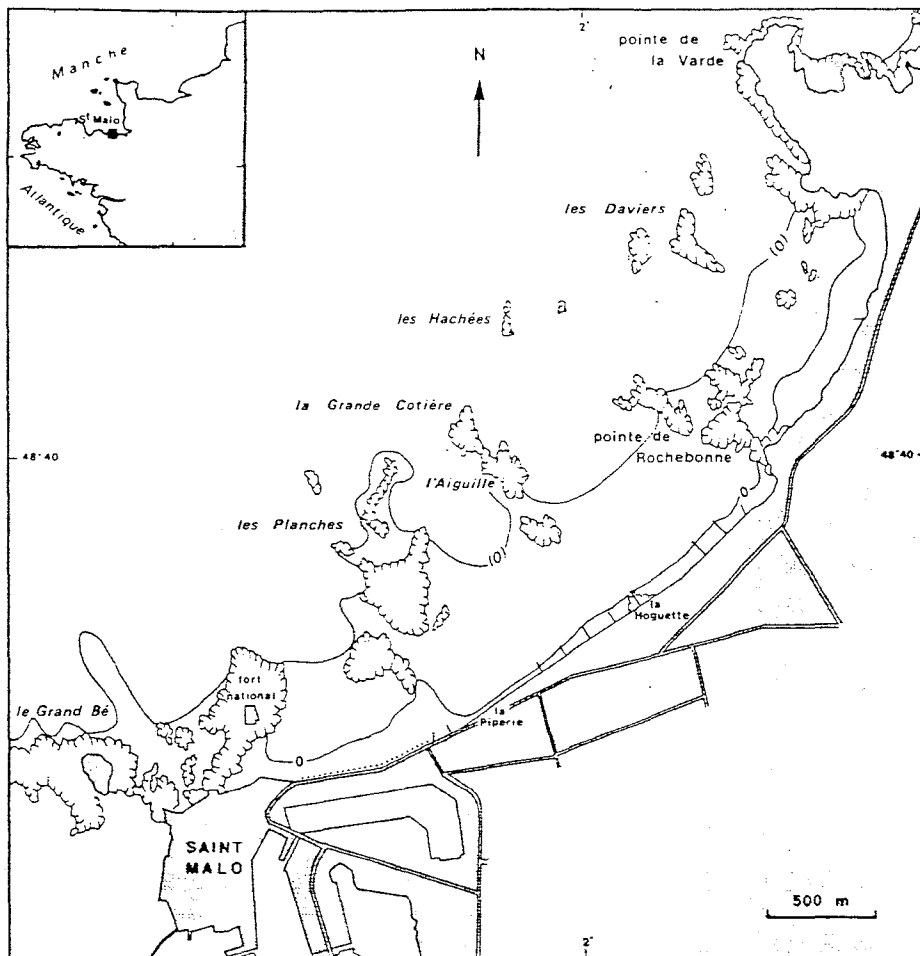 2°
pointe de
la Varde
Manche
N
St Malo
Atlantique
les Daviers
(0)
les Hachées
la Grande Cotière
48°40
pointe de
Rochebonne
48°40
l'Aiguille
0
les Planches
(0)
la
Hoguette
fort
national
le Grand Bé
la
Piperie
0
SAINT
MALO
500 m
2°